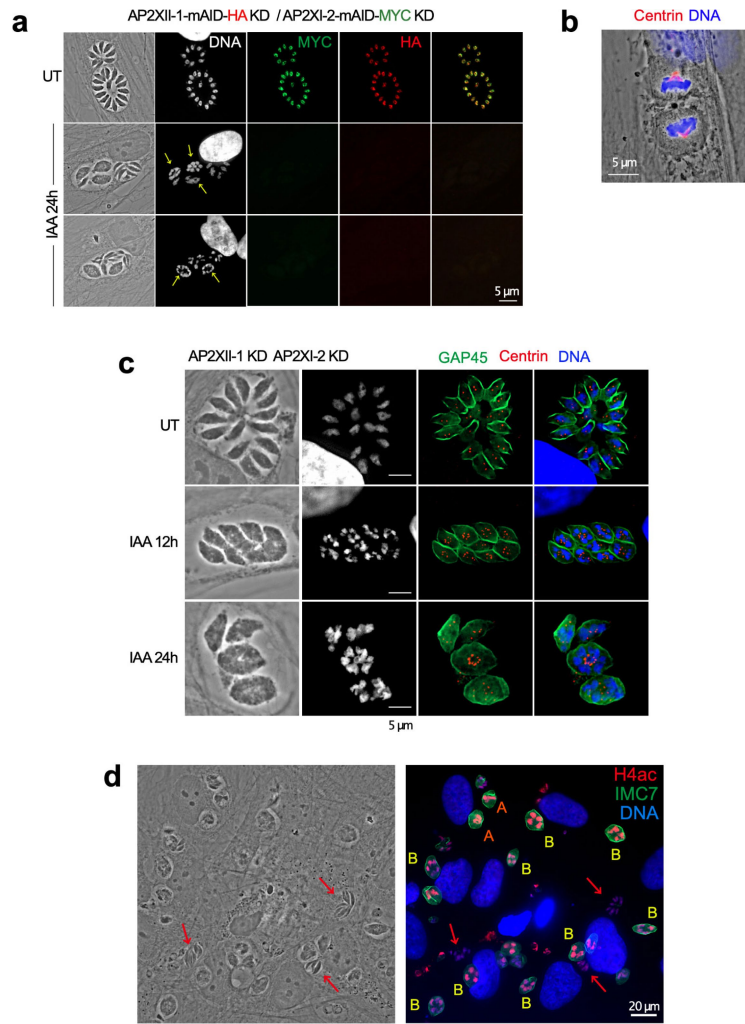 a
AP2XII-1-mAID-HA KD / AP2XI-2-mAID-MYC KD
DNA MYC HA
UT
IAA 24h
5 µm
b
Centrin DNA
5 µm
c
AP2XII-1 KD AP2XI-2 KD GAP45 Centrin DNA
UT
IAA 12h
IAA 24h
5 µm
d
H4ac
IMC7
DNA
A
A
B
B
B
B
B
B
B
B
B
20 µm